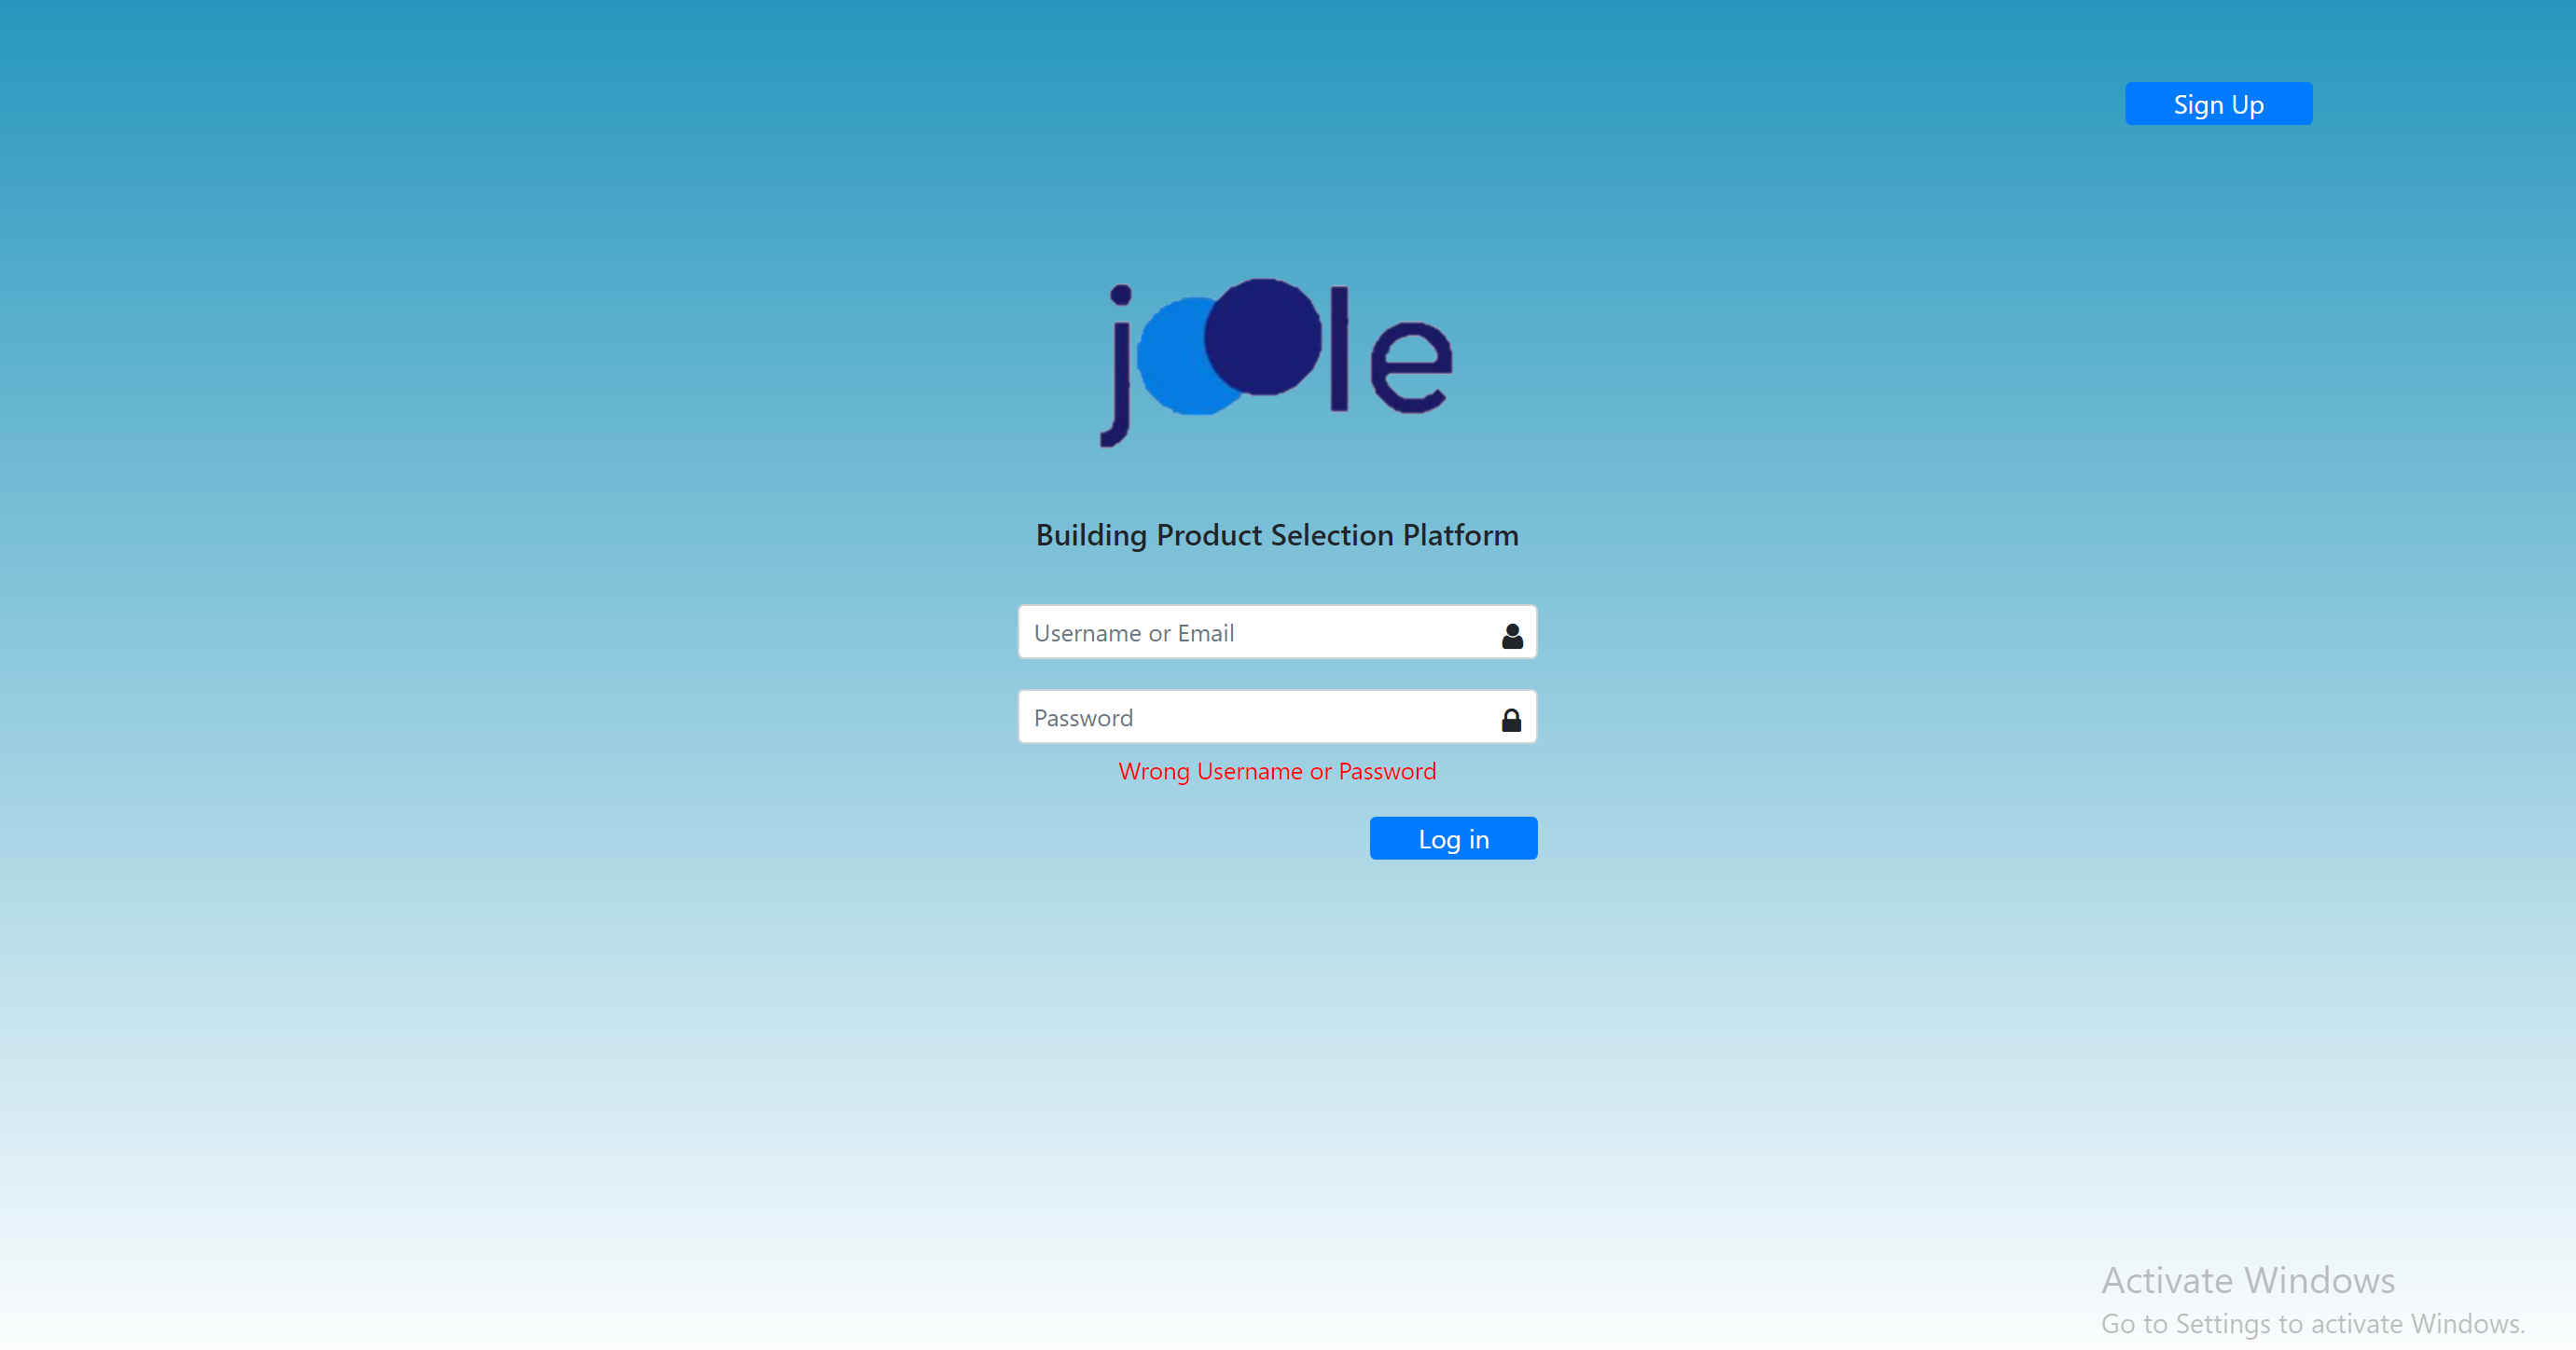 Sign Up
joole
Building Product Selection Platform
Username or Email
Password
Wrong Username or Password
Log in
Activate Windows
Go to Settings to activate Windows.